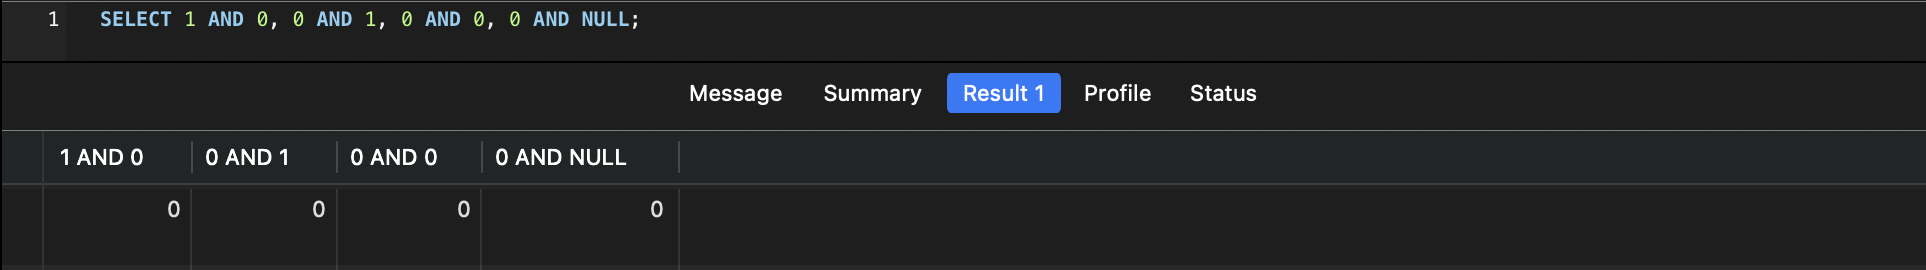 1 SELECT 1 AND 0, 0 AND 1, 0 AND 0, 0 AND NULL;
Message Summary Result 1 Profile Status
1 AND 0 0 AND 1 0 AND 0 0 AND NULL
0 0 0 0